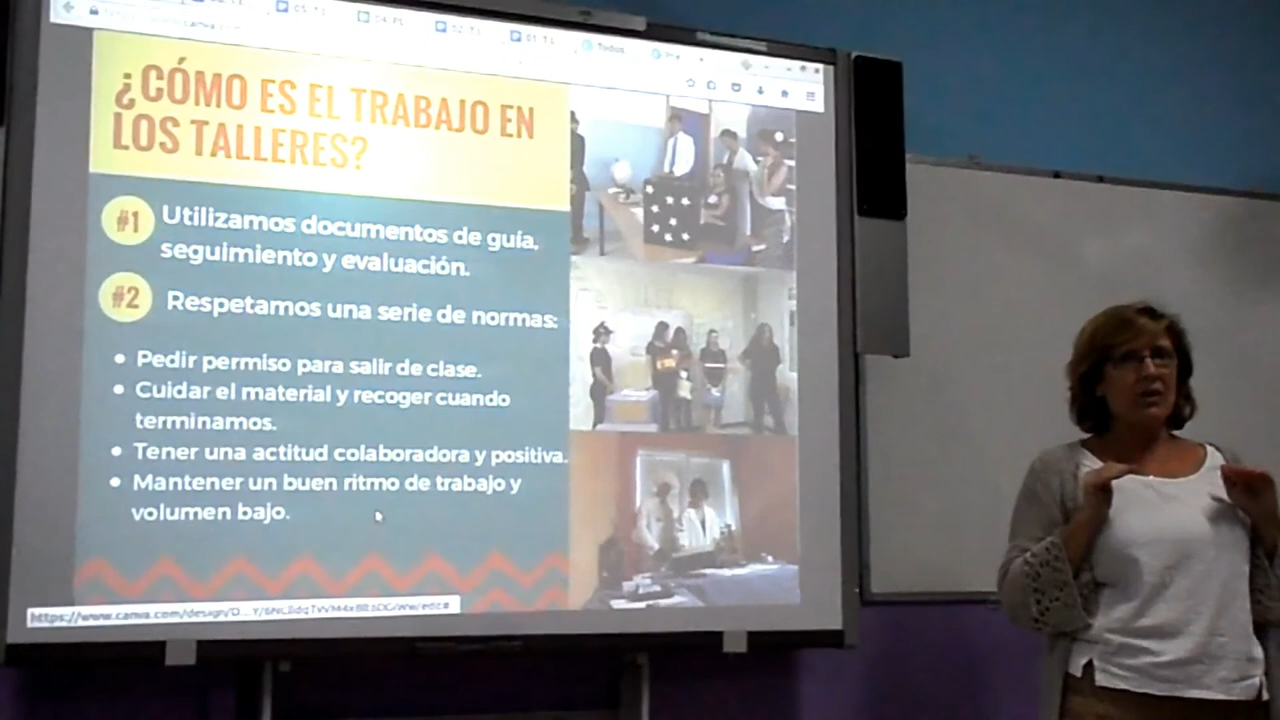 ¿CÓMO ES EL TRABAJO EN
LOS TALLERES?
#1 Utilizamos documentos de guía,
seguimiento y evaluación.
#2 Respetamos una serie de normas:
• Pedir permiso para salir de clase.
• Cuidar el material y recoger cuando
terminamos.
• Tener una actitud colaboradora y positiva.
• Mantener un buen ritmo de trabajo y
volumen bajo.